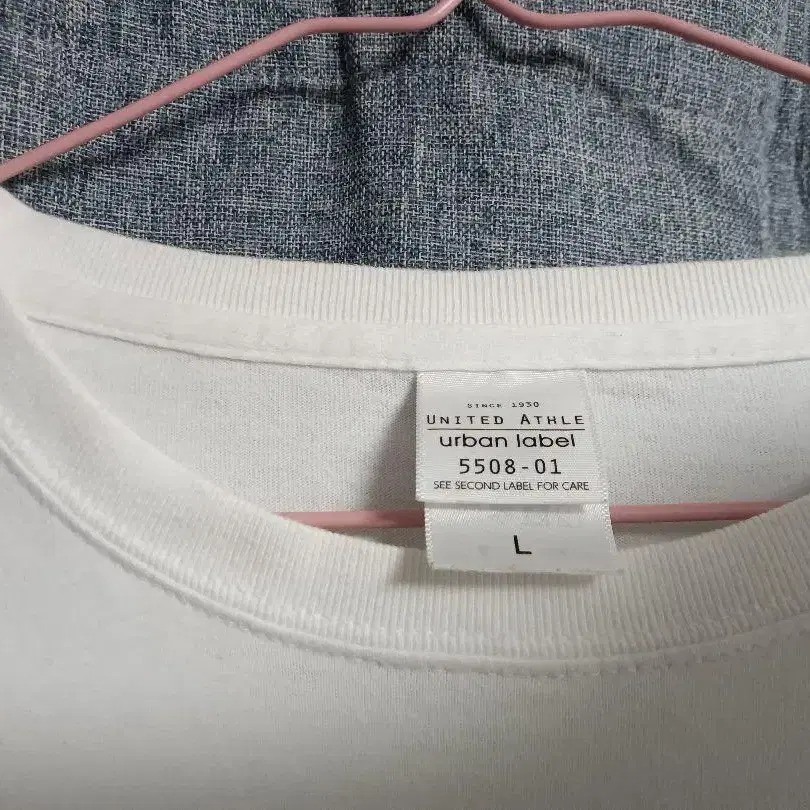 SINCE 1930
UNITED ATHLE
urban label
5508-01
SEE SECOND LABEL FOR CARE
L